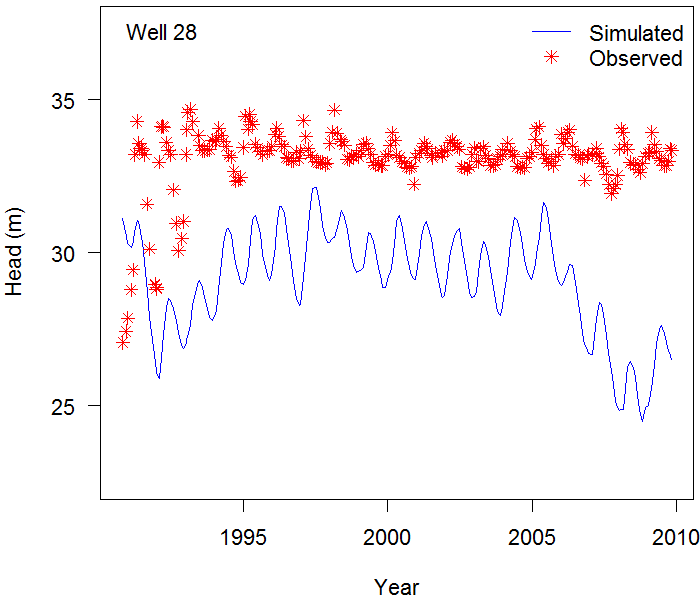 Well 28
Simulated
Observed
35
30
25
Head (m)
1995 2000 2005 2010
Year